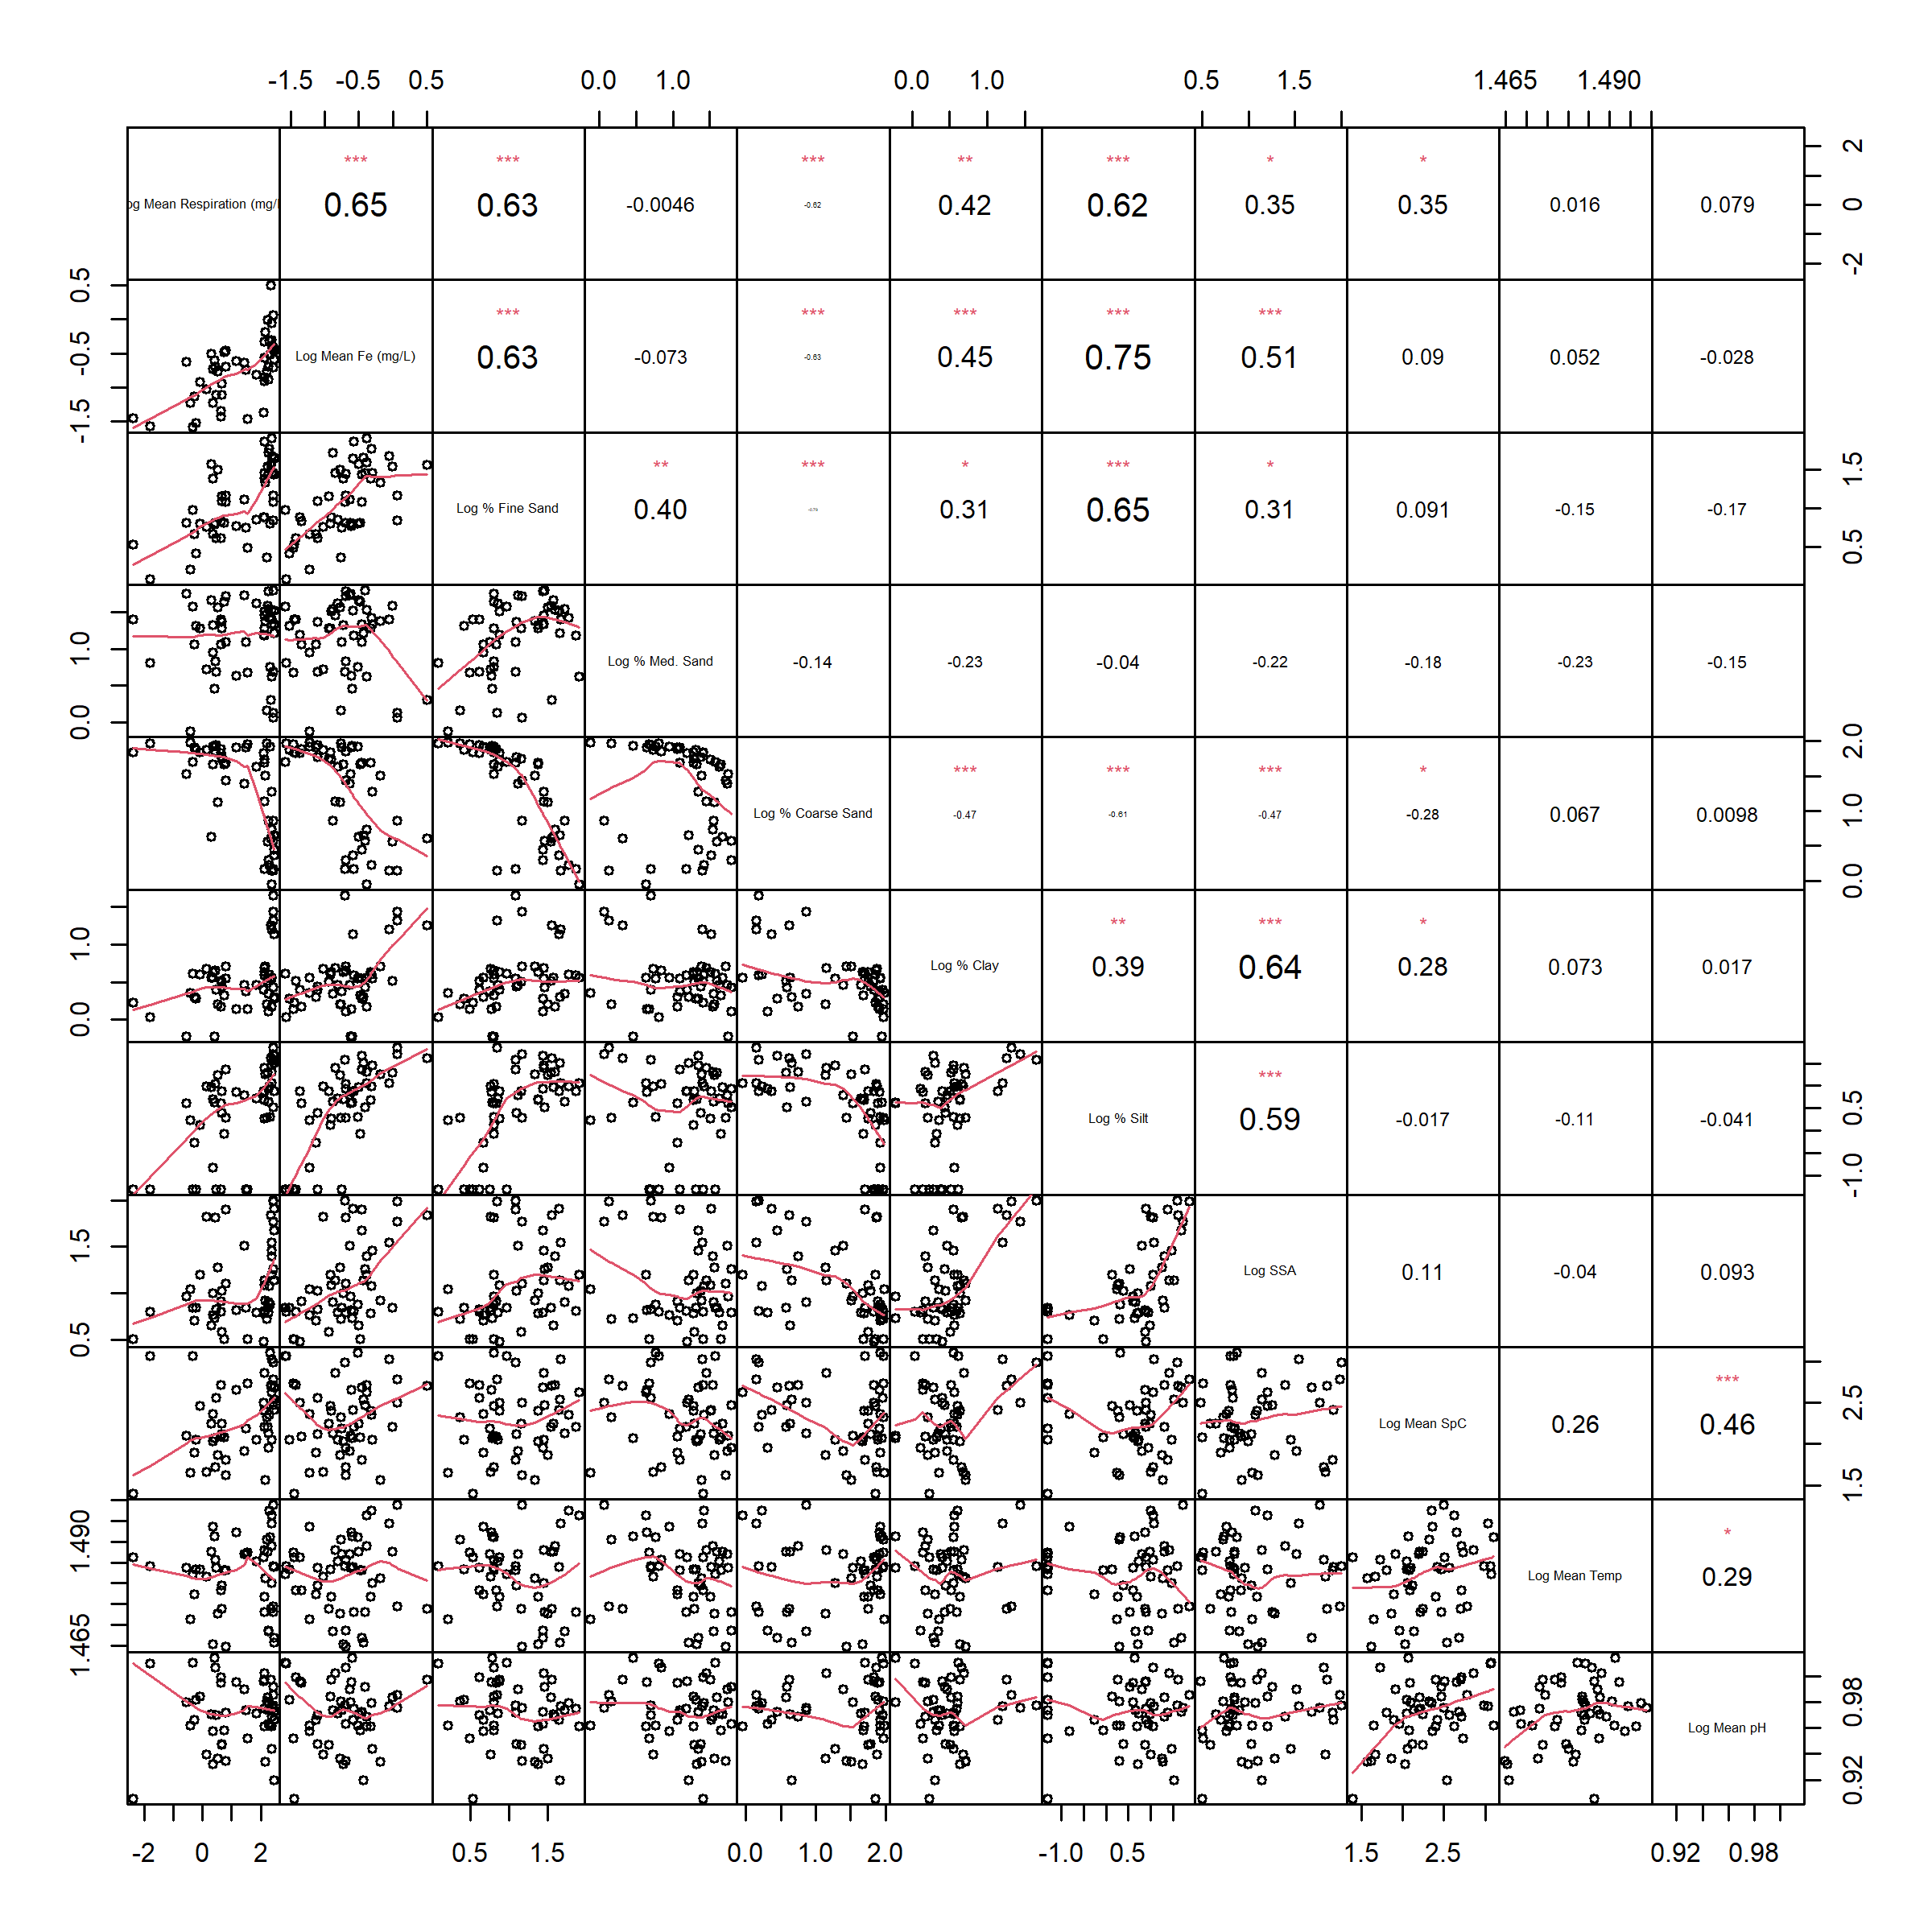 -1.5 -0.5 0.5 0.0 1.0 0.0 1.0 0.5 1.5 1.465 1.490
*** *** *** ** *** * *
og Mean Respiration (mg/ 0.65 0.63 -0.0046 -0.62 0.42 0.62 0.35 0.35 0.016 0.079 -2 0 2
*** *** *** *** ***
-1.5 -0.5 0.5 Log Mean Fe (mg/L) 0.63 -0.073 -0.63 0.45 0.75 0.51 0.09 0.052 -0.028
** *** * *** *
Log % Fine Sand 0.40 0.31 0.65 0.31 0.091 -0.15 -0.17 0.5 1.5
0.0 1.0 Log % Med. Sand -0.14 -0.23 -0.04 -0.22 -0.18 -0.23 -0.15
*** *** *** *
Log % Coarse Sand -0.47 -0.61 -0.47 -0.28 0.067 0.0098 0.0 1.0 2.0
** *** *
0.0 1.0 Log % Clay 0.39 0.64 0.28 0.073 0.017
***
Log % Silt 0.59 -0.017 -0.11 -0.041 -1.0 0.5
0.5 1.5 Log SSA 0.11 -0.04 0.093
***
Log Mean SpC 0.26 0.46 1.5 2.5
*
1.465 1.490 Log Mean Temp 0.29
Log Mean pH 0.92 0.98
-2 0 2 0.5 1.5 0.0 1.0 2.0 -1.0 0.5 1.5 2.5 0.92 0.98